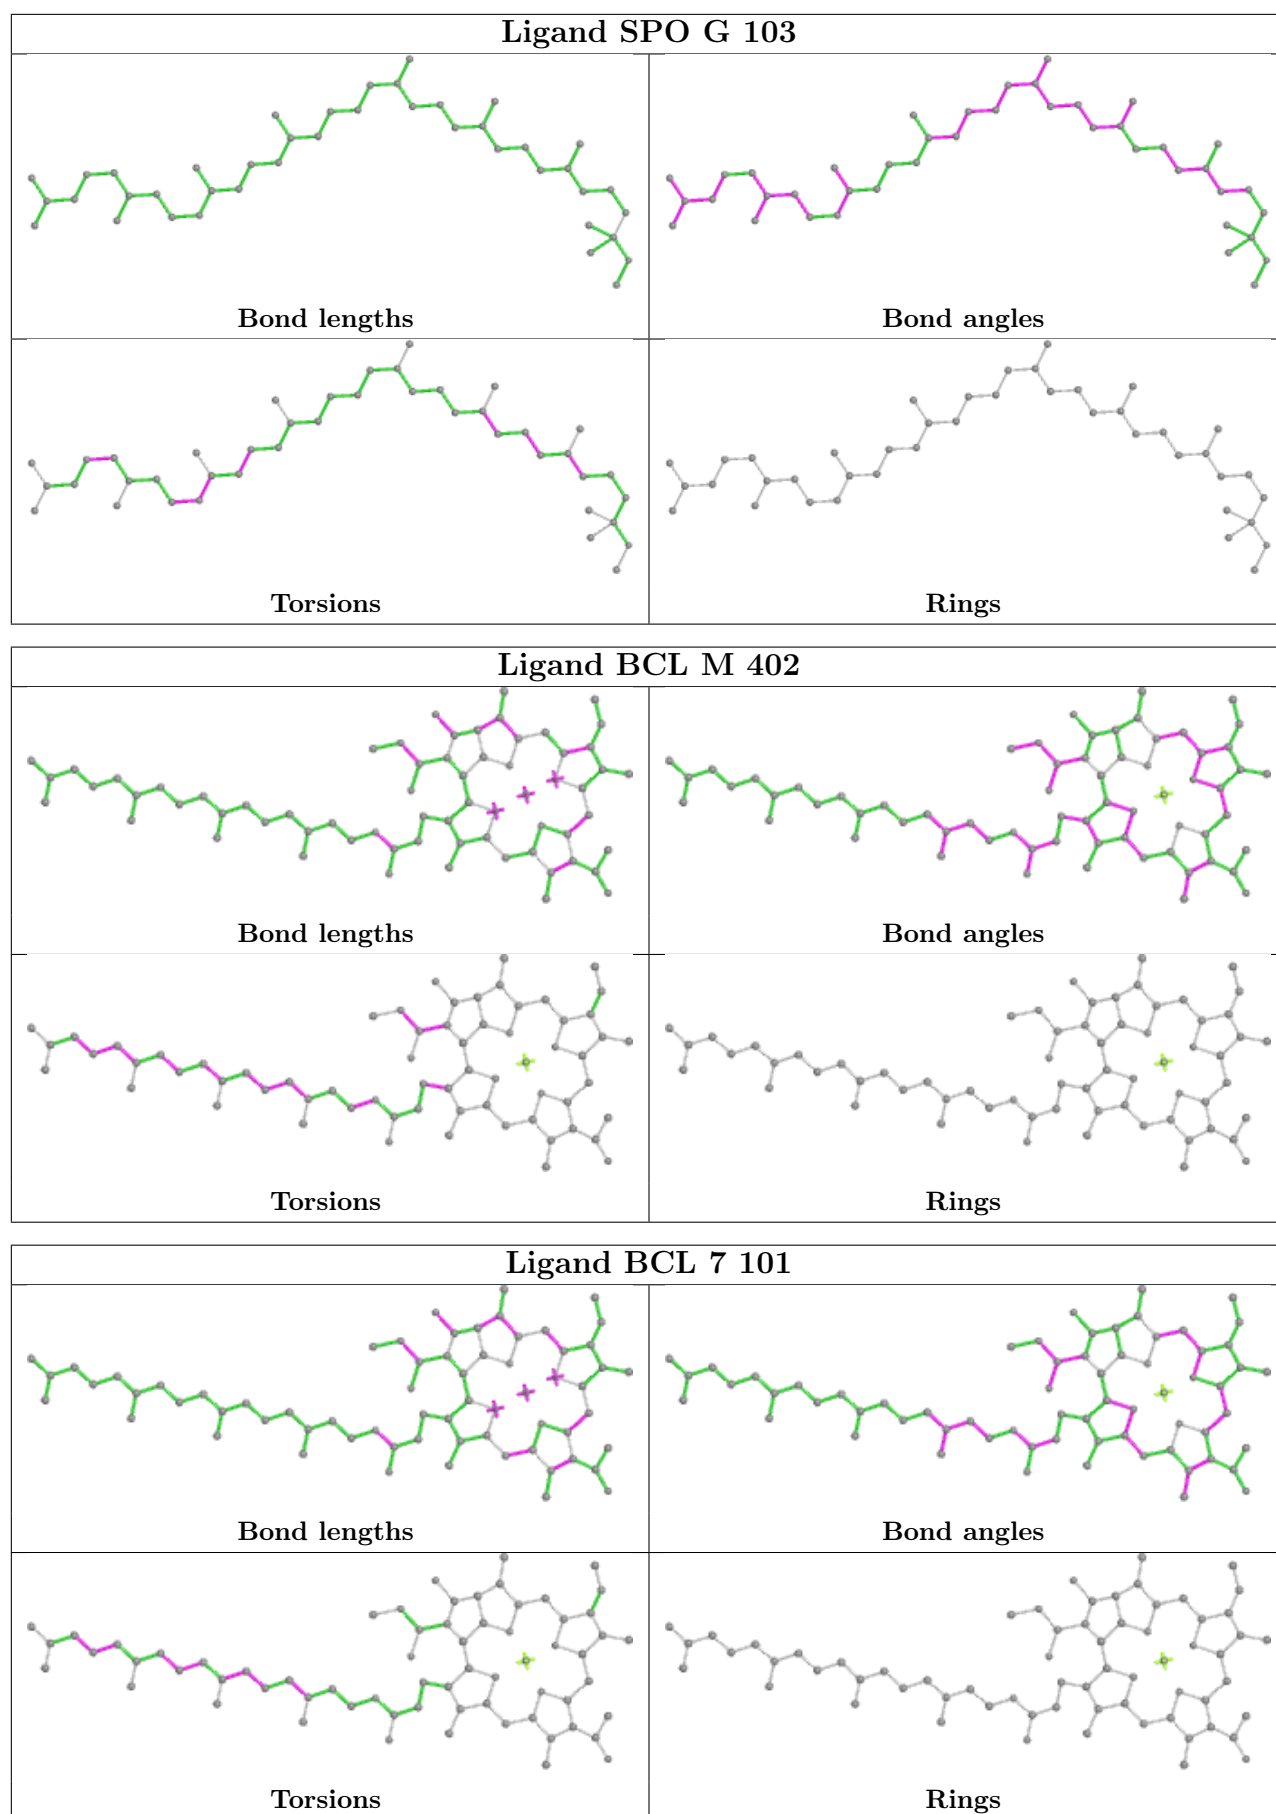 Ligand SPO G 103
Bond lengths
Bond angles
Torsions
Rings
Ligand BCL M 402
Bond lengths
Bond angles
Torsions
Rings
Ligand BCL 7 101
Bond lengths
Bond angles
Torsions
Rings